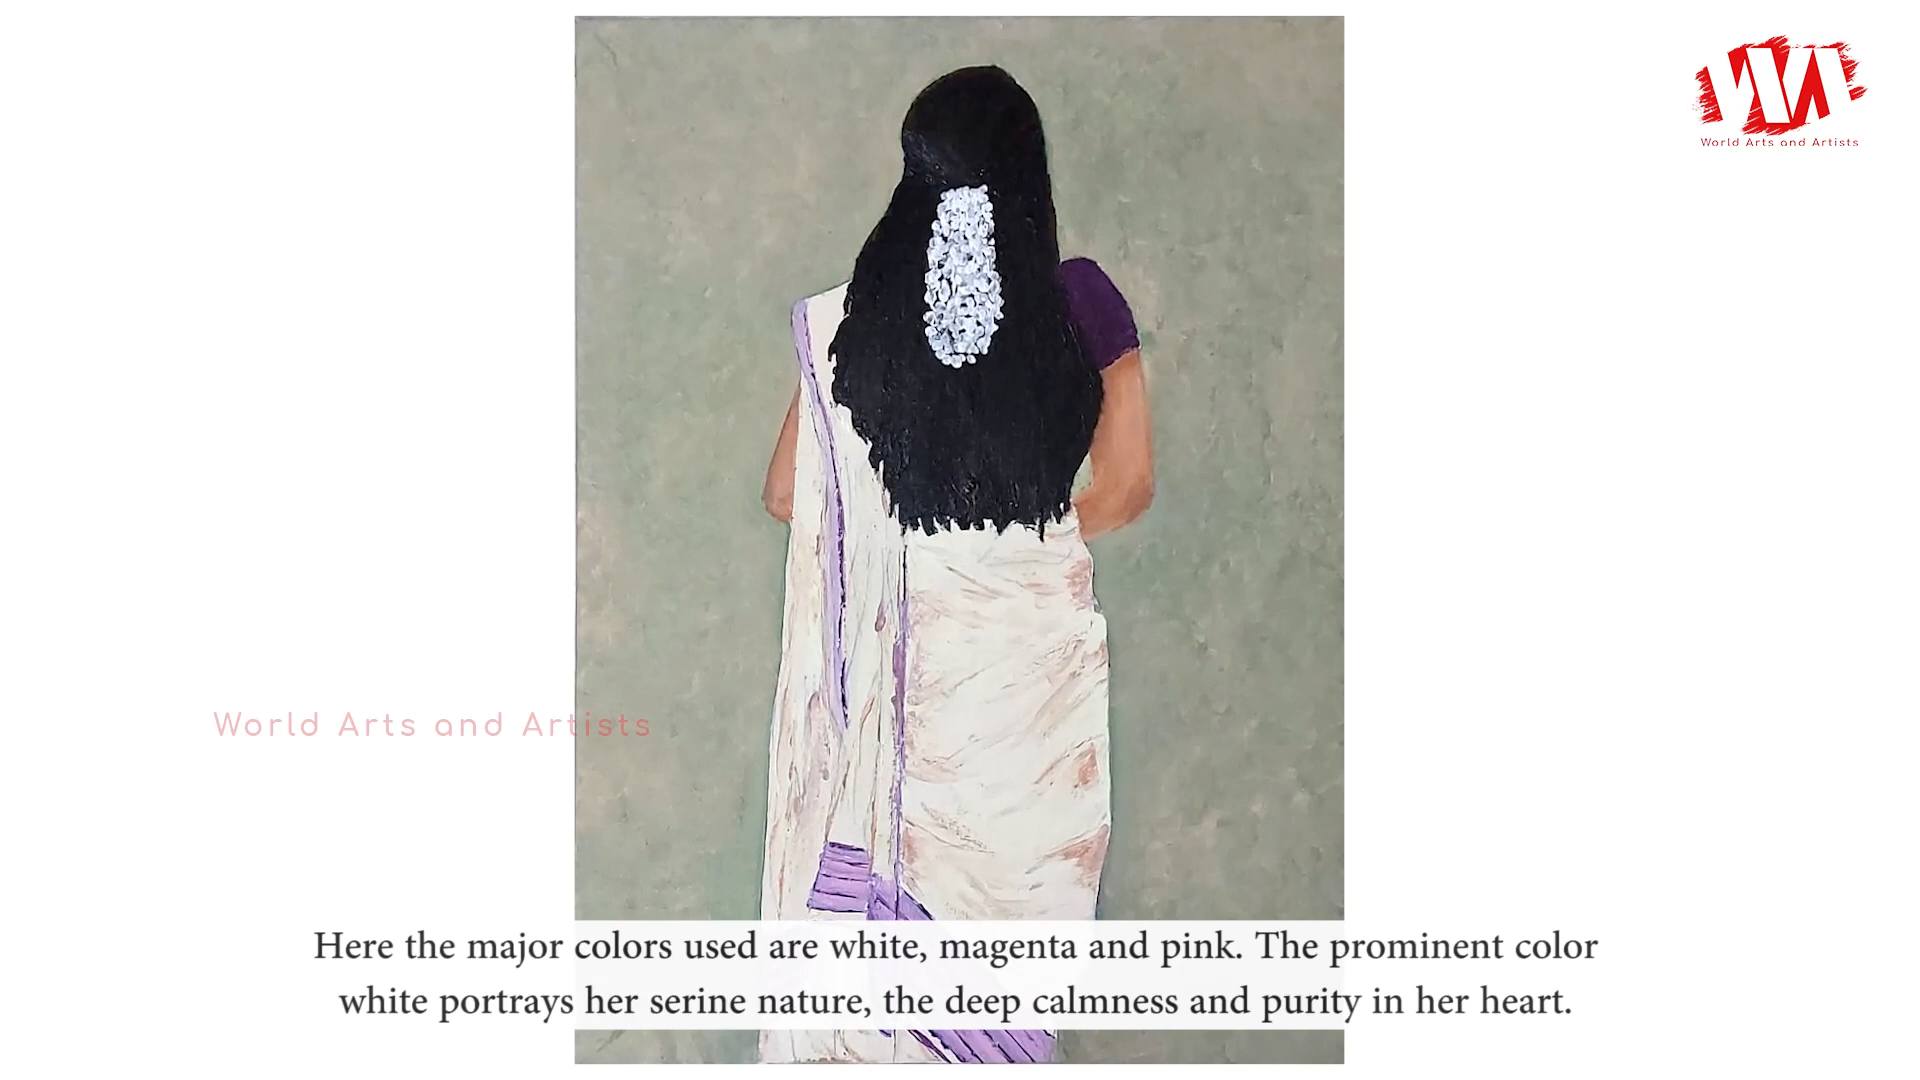 World Arts and Artists
World Arts and Artists
Here the major colors used are white, magenta and pink. The prominent color
white portrays her serine nature, the deep calmness and purity in her heart.